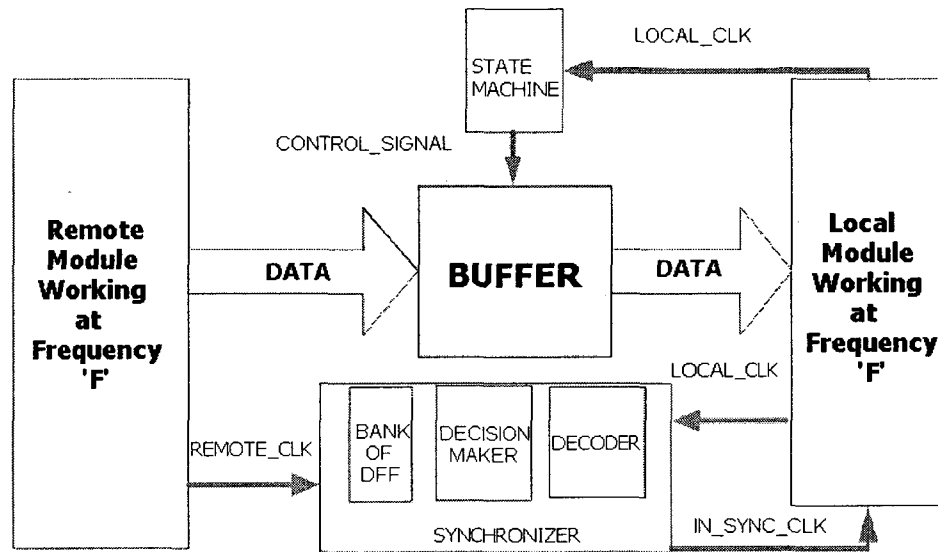 LOCAL_CLK
STATE
MACHINE
CONTROL_SIGNAL
Remote
Module
Working
at
Frequency
'F'
DATA
BUFFER
DATA
Local
Module
Working
at
Frequency
'F'
LOCAL_CLK
REMOTE_CLK
BANK
OF
DFF
DECISION
MAKER
DECODER
SYNCHRONIZER
IN_SYNC_CLK